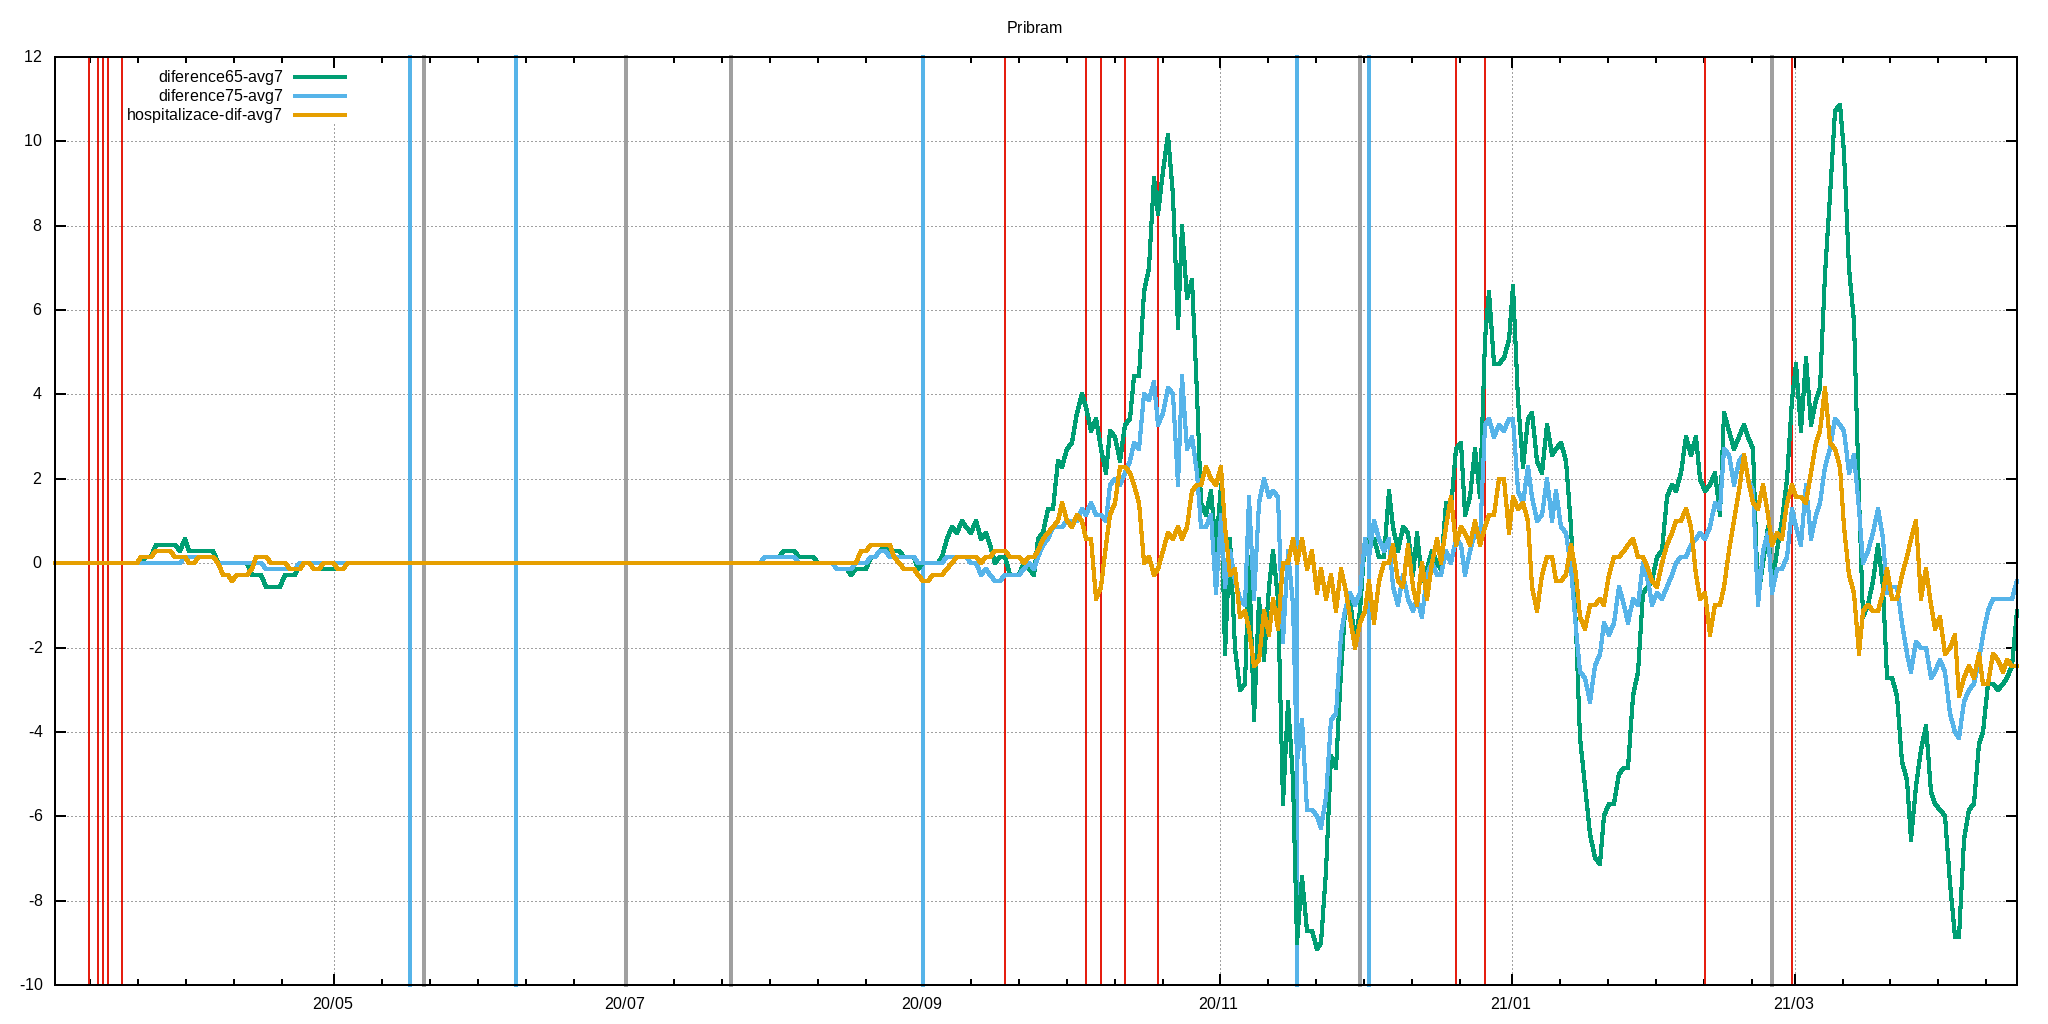 Pribram
12
diference65-avg7
diference75-avg7
hospitalizace-dif-avg7
10
8
6
4
2
0
-2
-4
-6
-8
-10
20/05 20/07 20/09 20/11 21/01 21/03